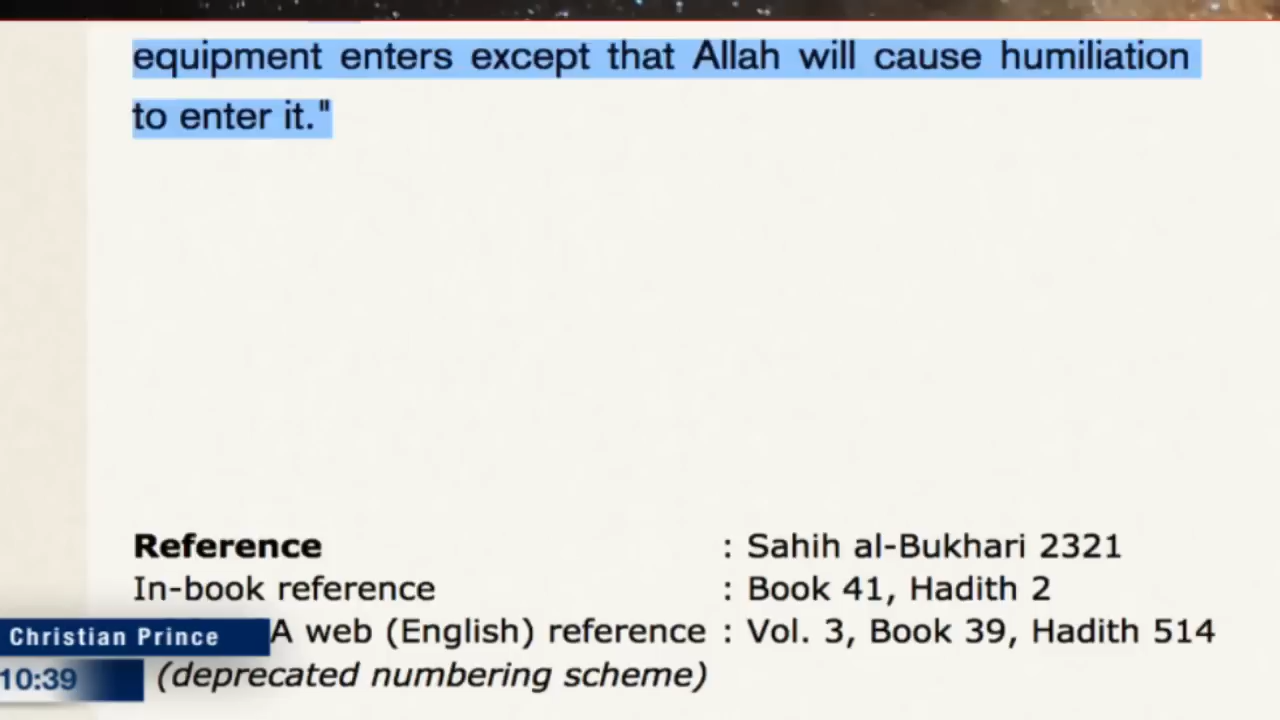 equipment enters except that Allah will cause humiliation
to enter it."
Reference : Sahih al-Bukhari 2321
In-book reference : Book 41, Hadith 2
A web (English) reference : Vol. 3, Book 39, Hadith 514
Christian Prince
(deprecated numbering scheme)
10:39